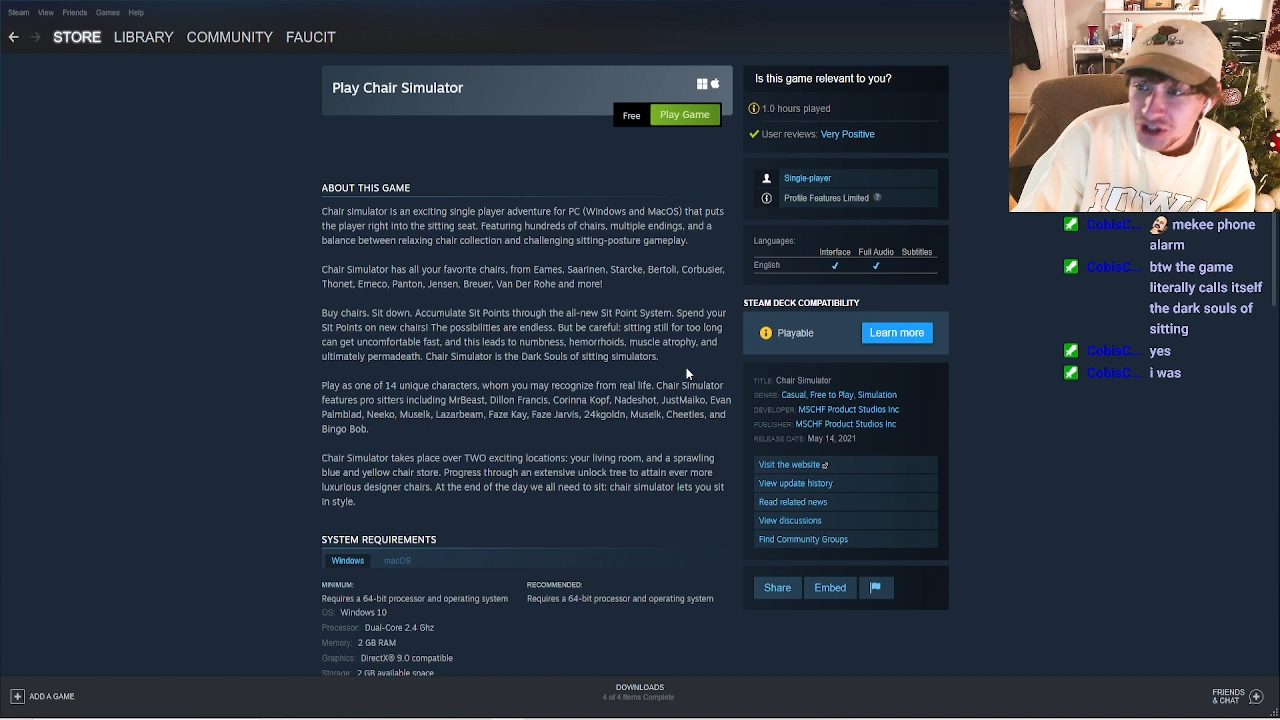 Steam View Friends Games Help
STORE LIBRARY COMMUNITY FAUCIT
Play Chair Simulator
Free Play Game
ABOUT THIS GAME
Chair simulator is an exciting single player adventure for PC (Windows and MacOS) that puts
the player right into the sitting seat. Featuring hundreds of chairs, multiple endings, and a
balance between relaxing chair collection and challenging sitting-posture gameplay.
Chair Simulator has all your favorite chairs, from Eames, Saarinen, Starcke, Bertoli, Corbusier,
Thonet, Emeco, Panton, Jensen, Breuer, Van Der Rohe and more!
Buy chairs. Sit down. Accumulate Sit Points through the all-new Sit Point System. Spend your
Sit Points on new chairs! The possibilities are endless. But be careful: sitting still for too long
can get uncomfortable fast, and this leads to numbness, hemorrhoids, muscle atrophy, and
ultimately permadeath. Chair Simulator is the Dark Souls of sitting simulators.
Play as one of 14 unique characters, whom you may recognize from real life. Chair Simulator
features pro sitters including MrBeast, Dillon Francis, Corinna Kopf, Nadeshot, JustMaiko, Evan
Palmblad, Neeko, Muselk, Lazarbeam, Faze Kay, Faze Jarvis, 24kgoldn, Muselk, Cheetles, and
Bingo Bob.
Chair Simulator takes place over TWO exciting locations: your living room, and a sprawling
blue and yellow chair store. Progress through an extensive unlock tree to attain ever more
luxurious designer chairs. At the end of the day we all need to sit: chair simulator lets you sit
in style.
SYSTEM REQUIREMENTS
Windows macOS
MINIMUM:
Requires a 64-bit processor and operating system
OS: Windows 10
Processor: Dual-Core 2.4 Ghz
Memory: 2 GB RAM
Graphics: DirectX® 9.0 compatible
Storage: 2 GB available space
RECOMMENDED:
Requires a 64-bit processor and operating system
Is this game relevant to you?
1.0 hours played
User reviews: Very Positive
Single-player
Profile Features Limited ?
Languages:
Interface Full Audio Subtitles
English ✓ ✓
STEAM DECK COMPATIBILITY
Playable Learn more
TITLE: Chair Simulator
GENRE: Casual, Free to Play, Simulation
DEVELOPER: MSCHF Product Studios Inc
PUBLISHER: MSCHF Product Studios Inc
RELEASE DATE: May 14, 2021
Visit the website
View update history
Read related news
View discussions
Find Community Groups
Share Embed
IOWA
CobisC... mekee phone
alarm
CobisC... btw the game
literally calls itself
the dark souls of
sitting
CobisC... yes
CobisC... i was
ADD A GAME
DOWNLOADS
4 of 4 Items Complete
FRIENDS
& CHAT